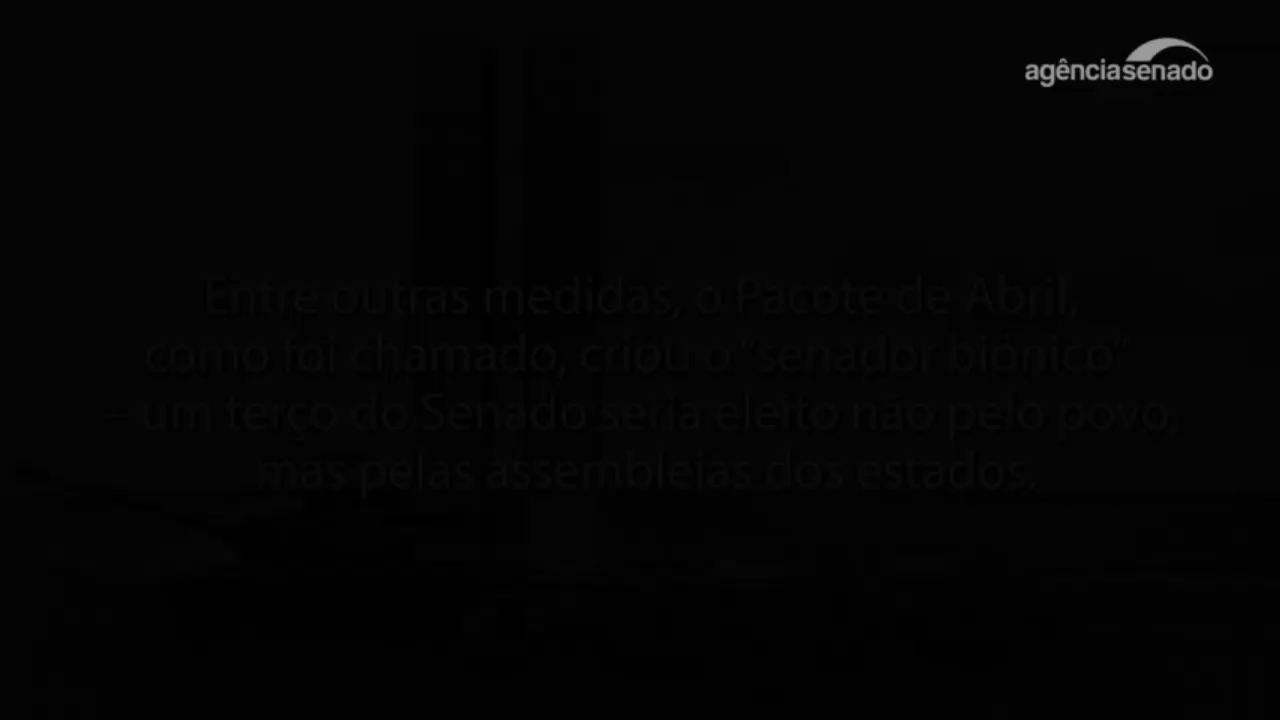 agênciasenado
Entre outras medidas, o Pacote de Abril,
como foi chamado, criou o "senador biônico"
– um terço do Senado seria eleito não pelo povo,
mas pelas assembleias dos estados.